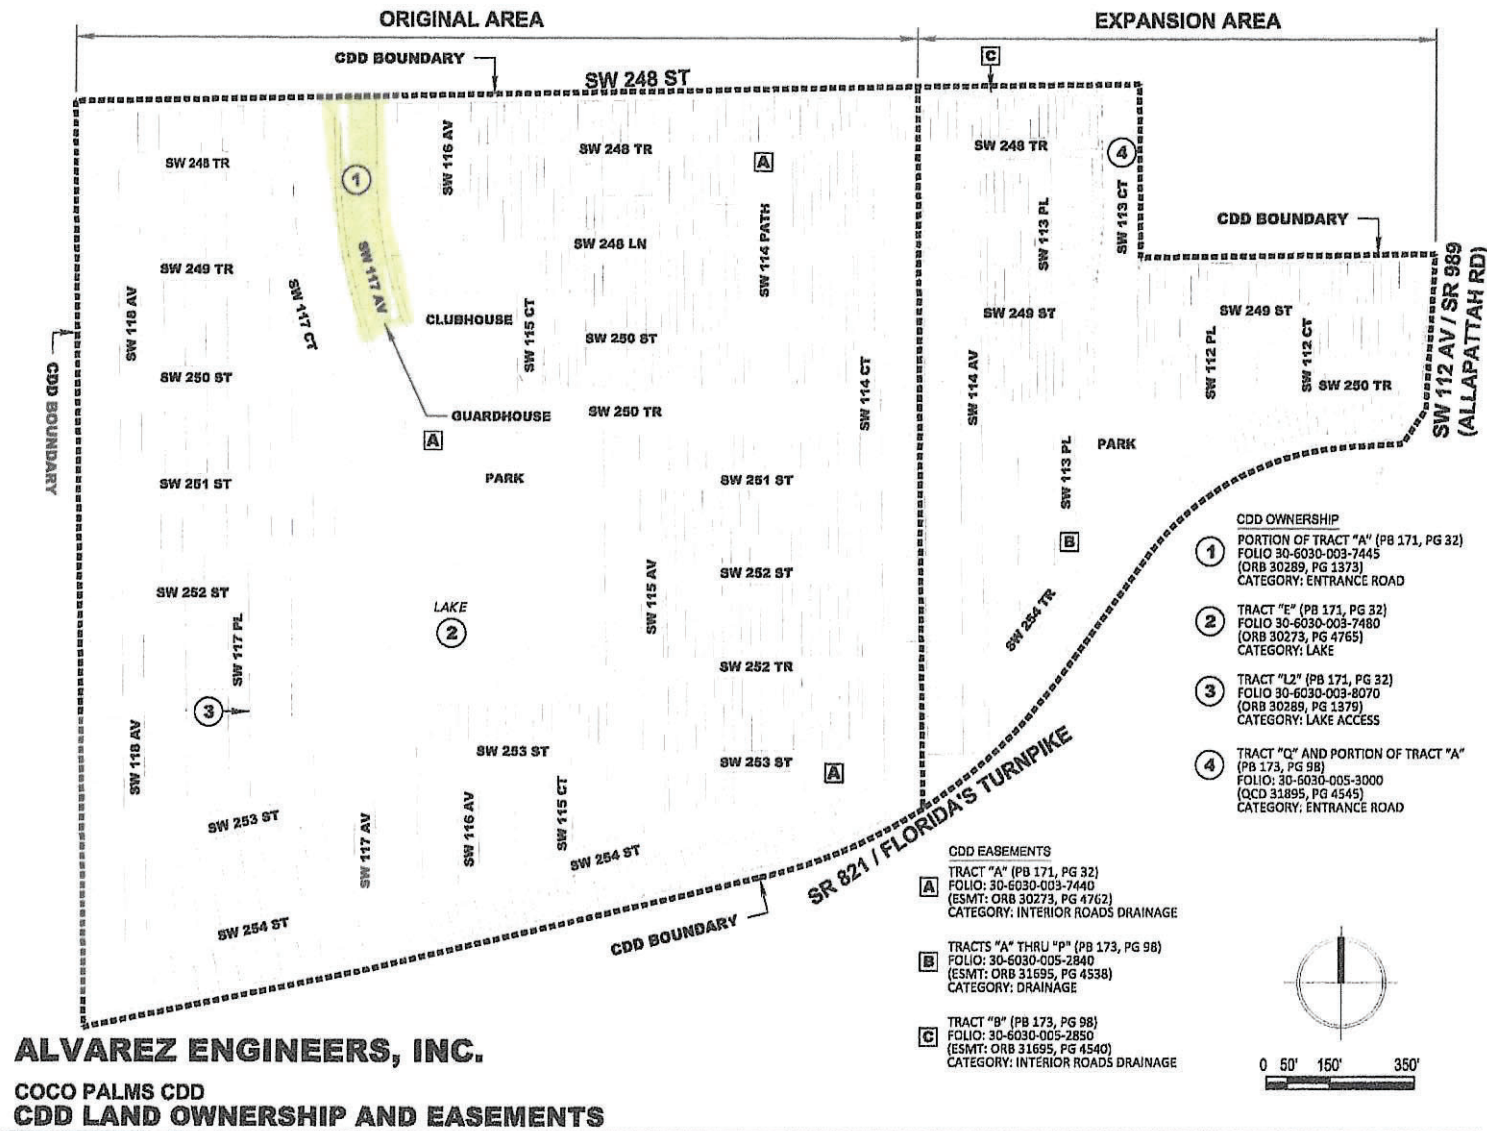 ORIGINAL AREA
EXPANSION AREA
CDD BOUNDARY
C
SW 248 ST
SW 248 TR
1
SW 116 AV
SW 248 TR
A
SW 248 TR
4
SW 117 AV
SW 248 LN
SW 114 PATH
SW 113 PL
SW 113 CT
CDD BOUNDARY
SW 249 TR
SW 118 AV
SW 117 CT
CLUBHOUSE
SW 115 CT
SW 250 ST
SW 249 ST
SW 249 ST
SW 112 AV / SR 989
(ALLAPATTAH RD)
CDD BOUNDARY
SW 250 ST
GUARDHOUSE
A
SW 250 TR
SW 114 CT
SW 114 AV
SW 112 PL
SW 112 CT
SW 250 TR
PARK
SW 251 ST
PARK
SW 251 ST
SW 113 PL
B
SW 252 ST
SW 117 PL
LAKE
2
SW 115 AV
SW 252 ST
SW 254 TR
3
SW 252 TR
SW 118 AV
SW 253 ST
SW 253 ST
A
SW 253 ST
SW 117 AV
SW 116 AV
SW 115 CT
SW 254 ST
SW 254 ST
CDD BOUNDARY
SR 821 / FLORIDA'S TURNPIKE
CDD OWNERSHIP
1
PORTION OF TRACT "A" (PB 171, PG 32)
FOLIO 30-6030-003-7445
(ORB 30289, PG 1373)
CATEGORY: ENTRANCE ROAD
2
TRACT "E" (PB 171, PG 32)
FOLIO 30-6030-003-7480
(ORB 30273, PG 4765)
CATEGORY: LAKE
3
TRACT "L2" (PB 171, PG 32)
FOLIO 30-6030-003-8070
(ORB 30289, PG 1379)
CATEGORY: LAKE ACCESS
4
TRACT "Q" AND PORTION OF TRACT "A"
(PB 173, PG 98)
FOLIO: 30-6030-005-3000
(QCD 31895, PG 4545)
CATEGORY: ENTRANCE ROAD
CDD EASEMENTS
A
TRACT "A" (PB 171, PG 32)
FOLIO: 30-6030-003-7440
(ESMT: ORB 30273, PG 4762)
CATEGORY: INTERIOR ROADS DRAINAGE
B
TRACTS "A" THRU "P" (PB 173, PG 98)
FOLIO: 30-6030-005-2840
(ESMT: ORB 31695, PG 4538)
CATEGORY: DRAINAGE
C
TRACT "B" (PB 173, PG 98)
FOLIO: 30-6030-005-2850
(ESMT: ORB 31695, PG 4540)
CATEGORY: INTERIOR ROADS DRAINAGE
0 50' 150' 350'
ALVAREZ ENGINEERS, INC.
COCO PALMS CDD
CDD LAND OWNERSHIP AND EASEMENTS